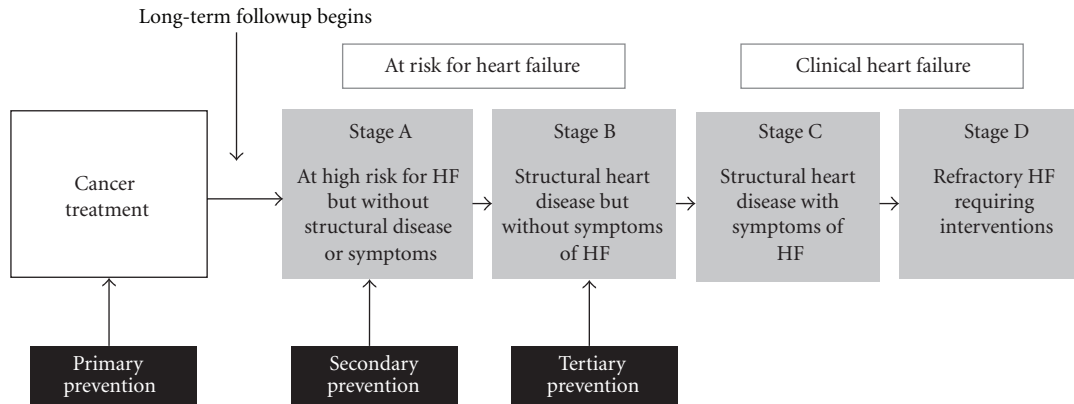 Long-term followup begins
At risk for heart failure
Clinical heart failure
Cancer
treatment
Stage A
At high risk for HF
but without
structural disease
or symptoms
Stage B
Structural heart
disease but
without symptoms
of HF
Stage C
Structural heart
disease with
symptoms of
HF
Stage D
Refractory HF
requiring
interventions
Primary
prevention
Secondary
prevention
Tertiary
prevention